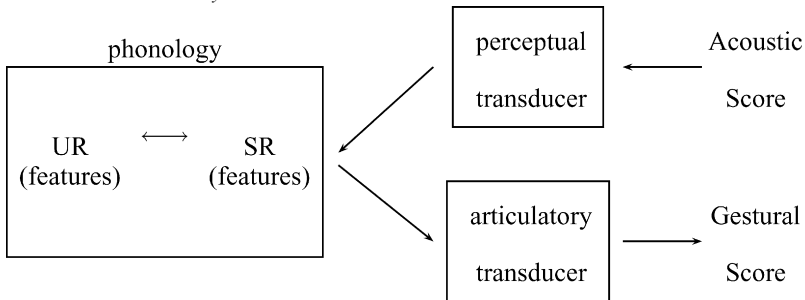 phonology
UR
(features)
SR
(features)
perceptual
transducer
Acoustic
Score
articulatory
transducer
Gestural
Score